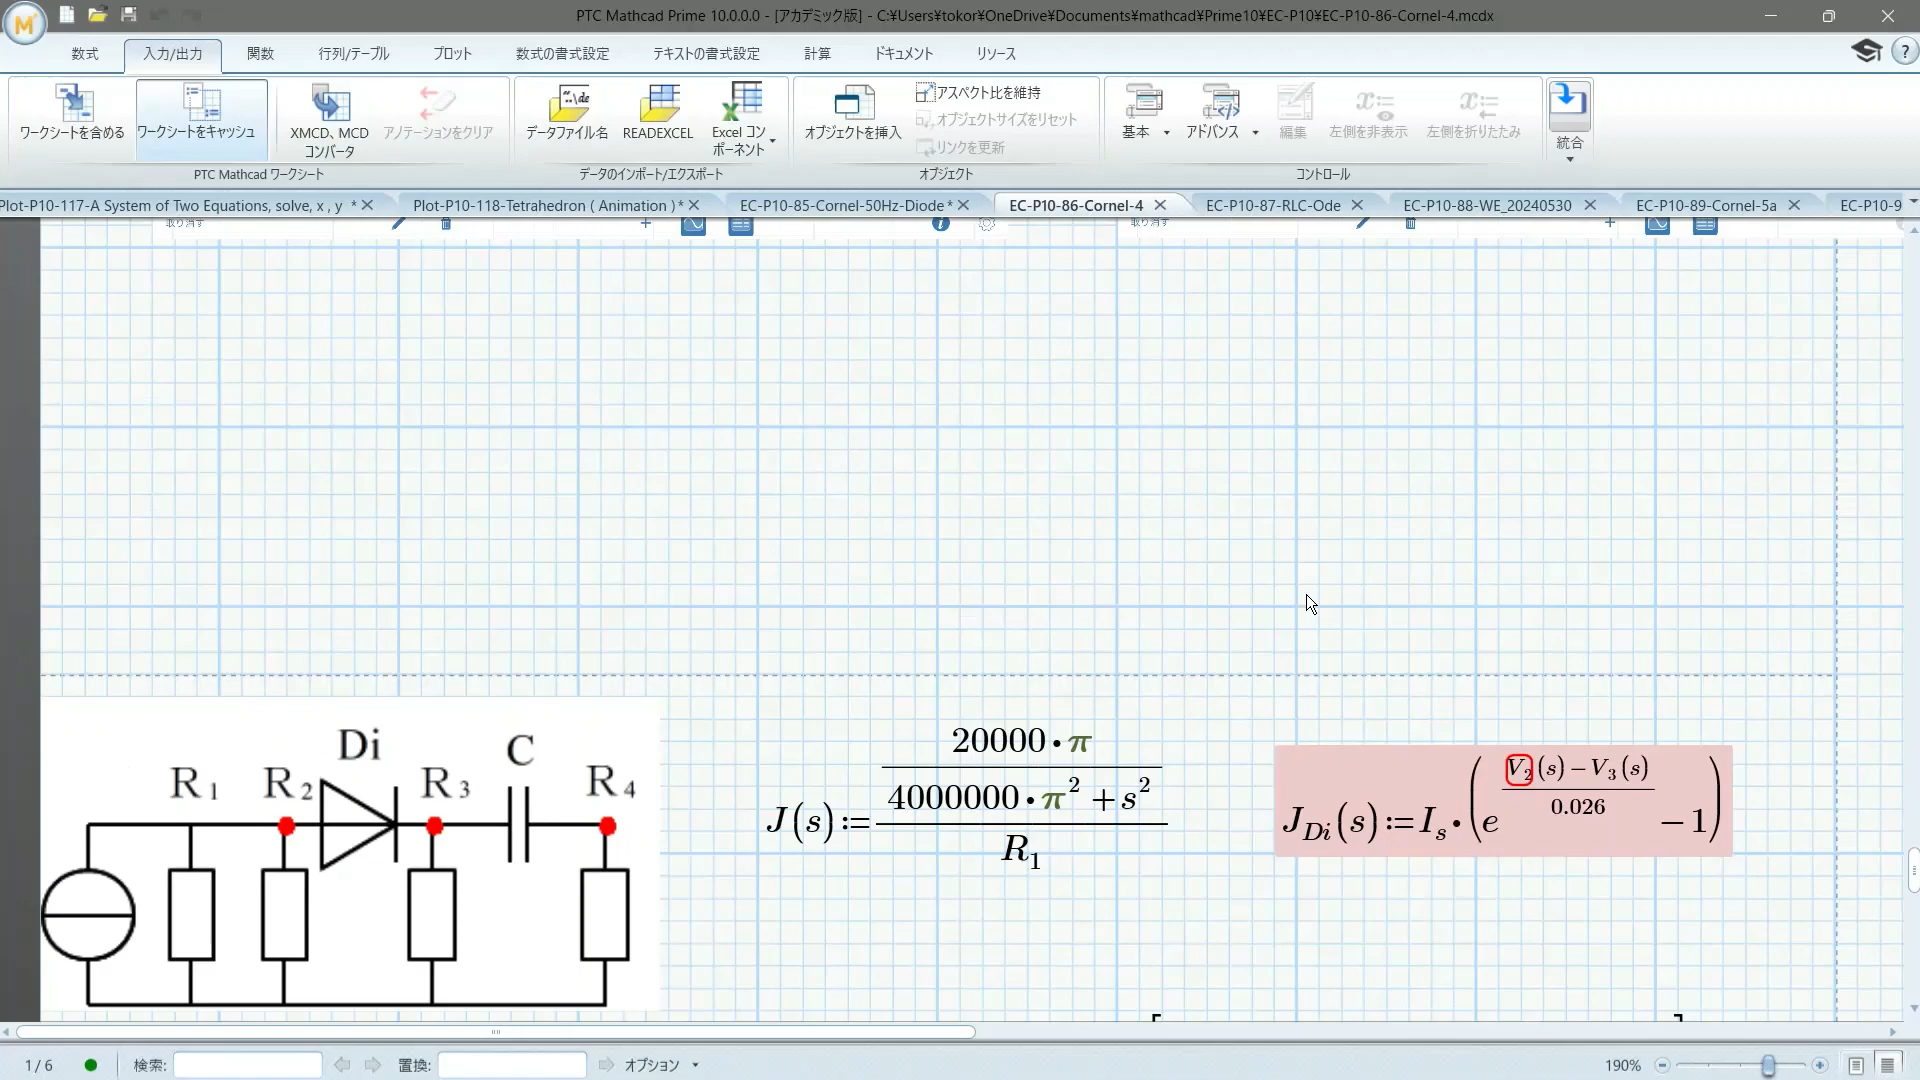 PTC Mathcad Prime 10.0.0.0 - [アカデミック版] - C:¥Users¥tokor¥OneDrive¥Documents¥mathcad¥Prime10¥EC-P10¥EC-P10-86-Cornel-4.mcdx
数式 入力/出力 関数 行列/テーブル プロット 数式の書式設定 テキストの書式設定 計算 ドキュメント リソース
ワークシートを含める
ワークシートをキャッシュ
XMCD、MCD
コンバータ
アノテーションをクリア
データファイル名
READEXCEL
Excel コン
ポーネント
オブジェクトを挿入
アスペクト比を維持
オブジェクトサイズをリセット
リンクを更新
基本
アドバンス
編集
左側を非表示
左側を折りたたみ
統合
PTC Mathcad ワークシート データのインポート/エクスポート オブジェクト コントロール
Plot-P10-117-A System of Two Equations, solve, x , y * Plot-P10-118-Tetrahedron ( Animation )* EC-P10-85-Cornel-50Hz-Diode* EC-P10-86-Cornel-4 EC-P10-87-RLC-Ode EC-P10-88-WE_20240530 EC-P10-89-Cornel-5a EC-P10-9
取り消す 取り消す
Di C
R1 R2 R3 R4
J(s):=20000·π/(4000000·π²+s²)/R₁
J_Di(s):=I_s·(e^((V₂(s)−V₃(s))/0.026)−1)
1 / 6 検索: 置換: オプション 190%